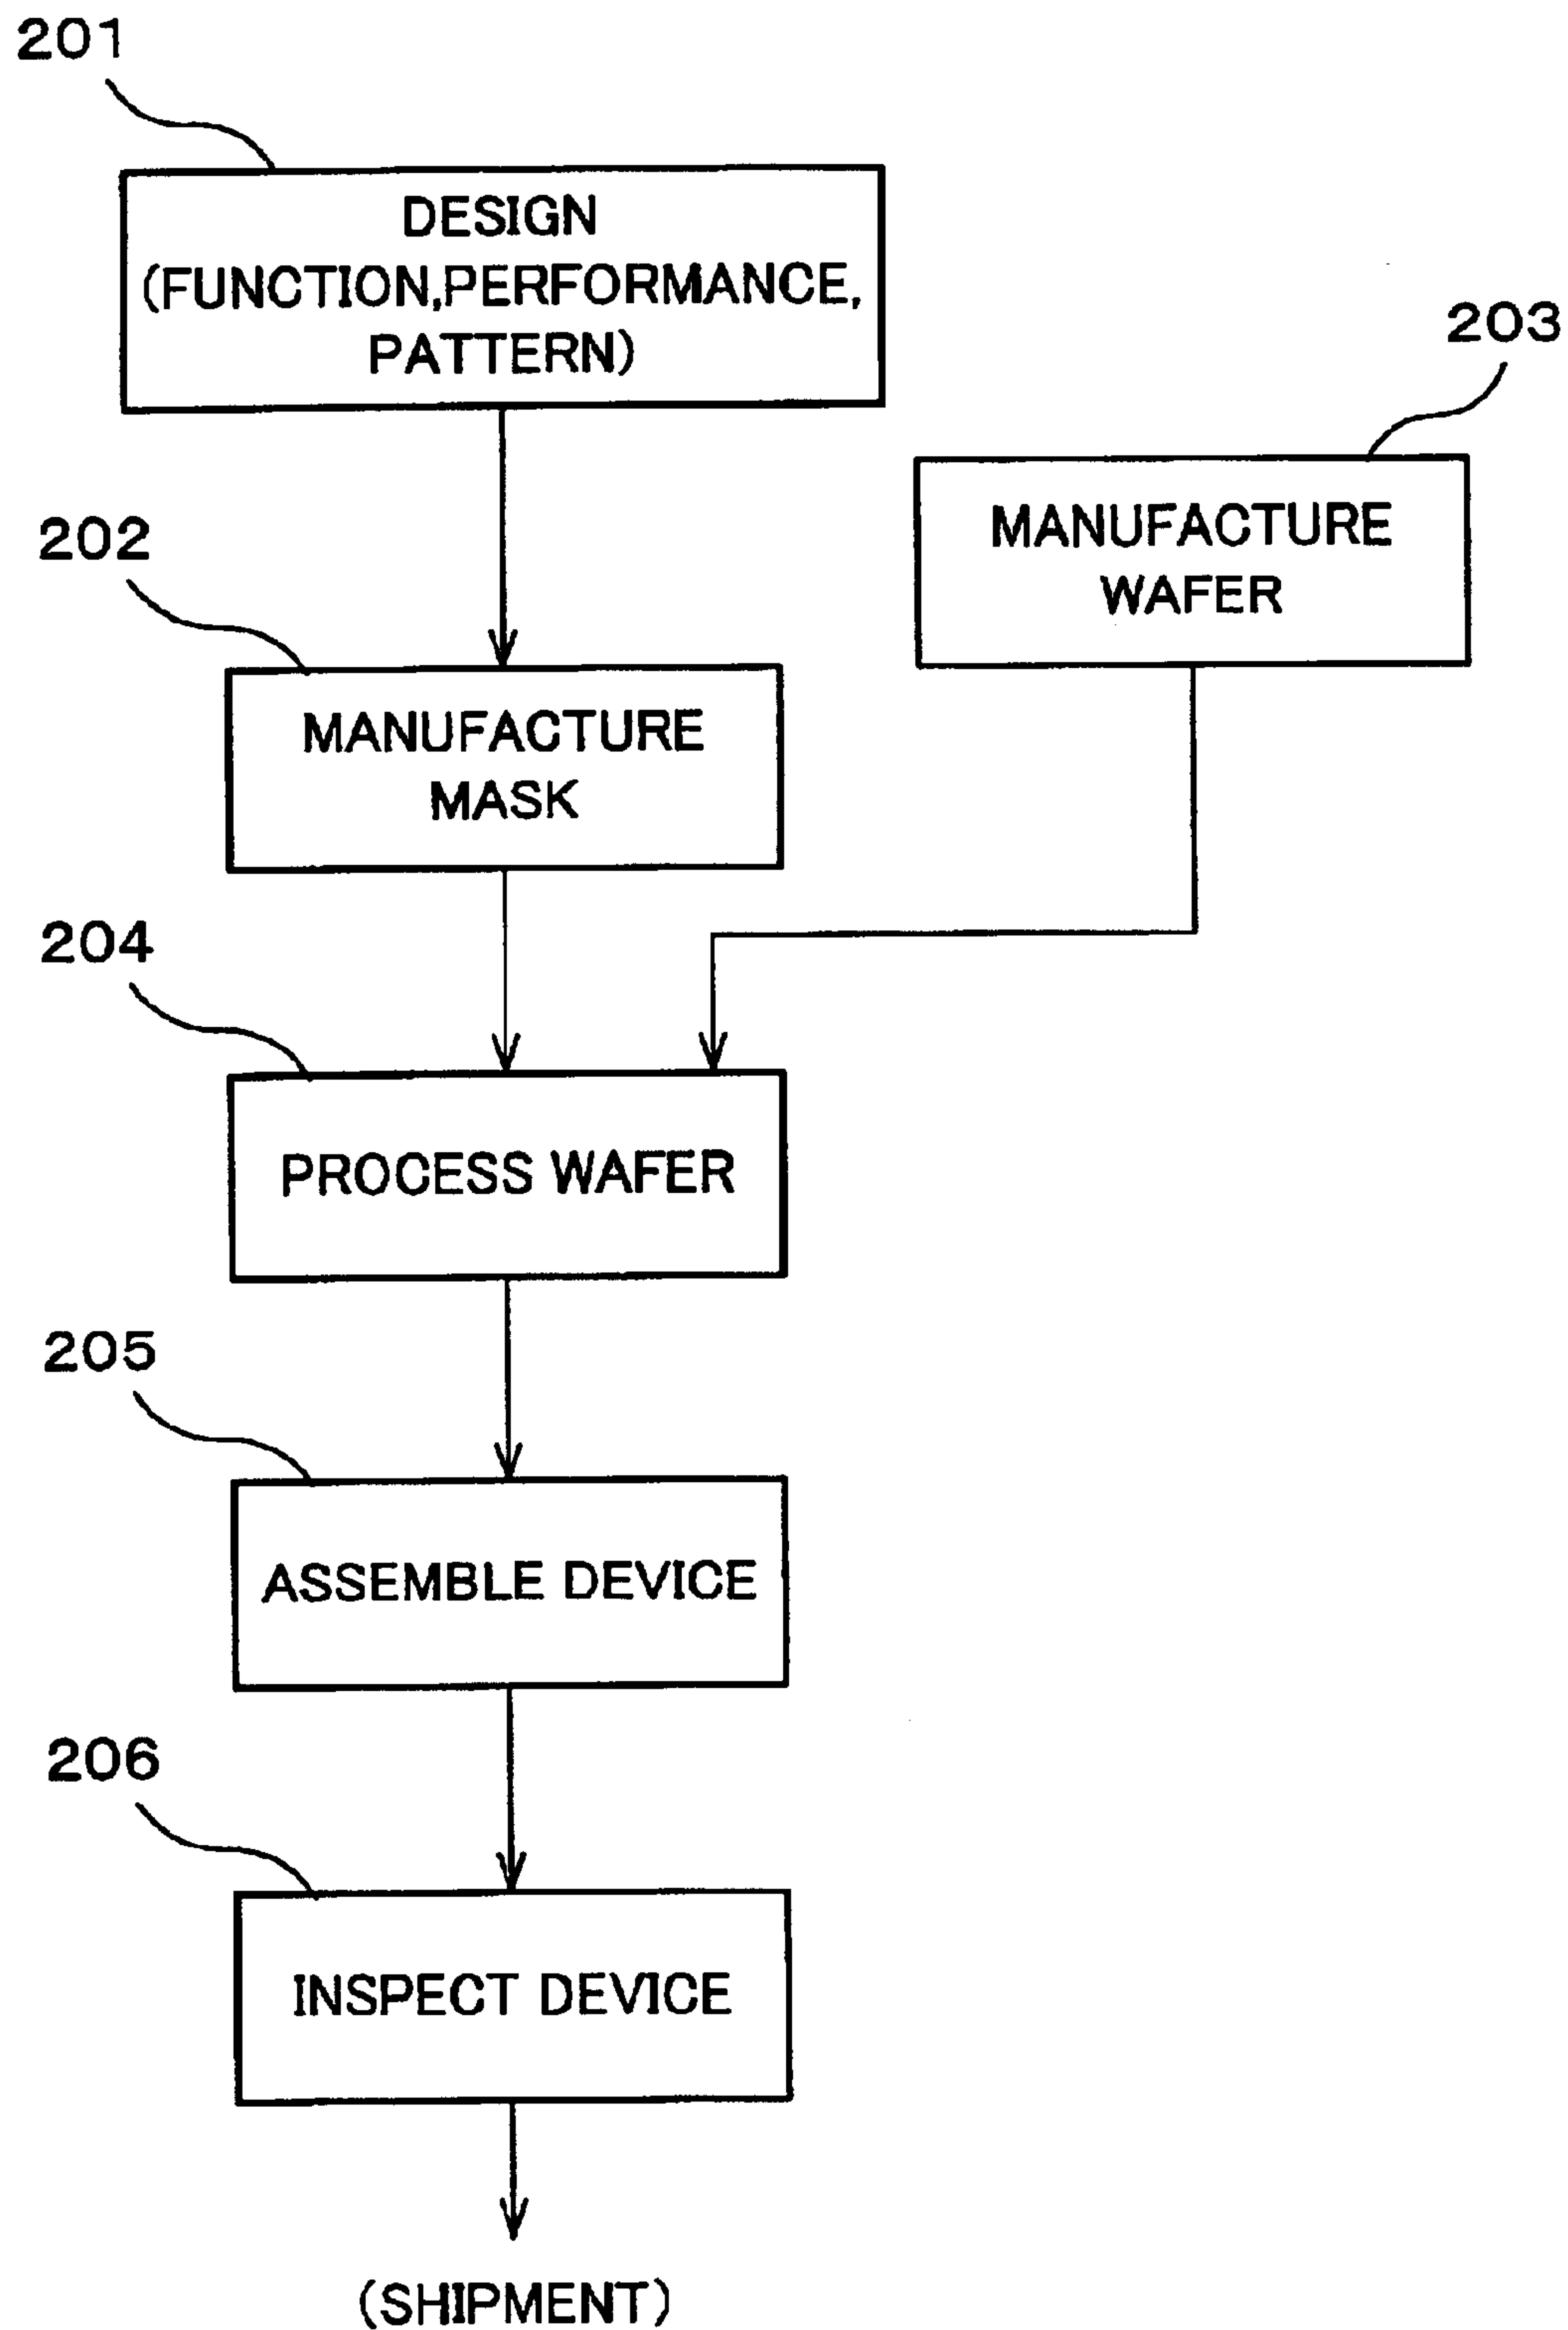 201
DESIGN
(FUNCTION,PERFORMANCE,
PATTERN)
203
MANUFACTURE
WAFER
202
MANUFACTURE
MASK
204
PROCESS WAFER
205
ASSEMBLE DEVICE
206
INSPECT DEVICE
(SHIPMENT)